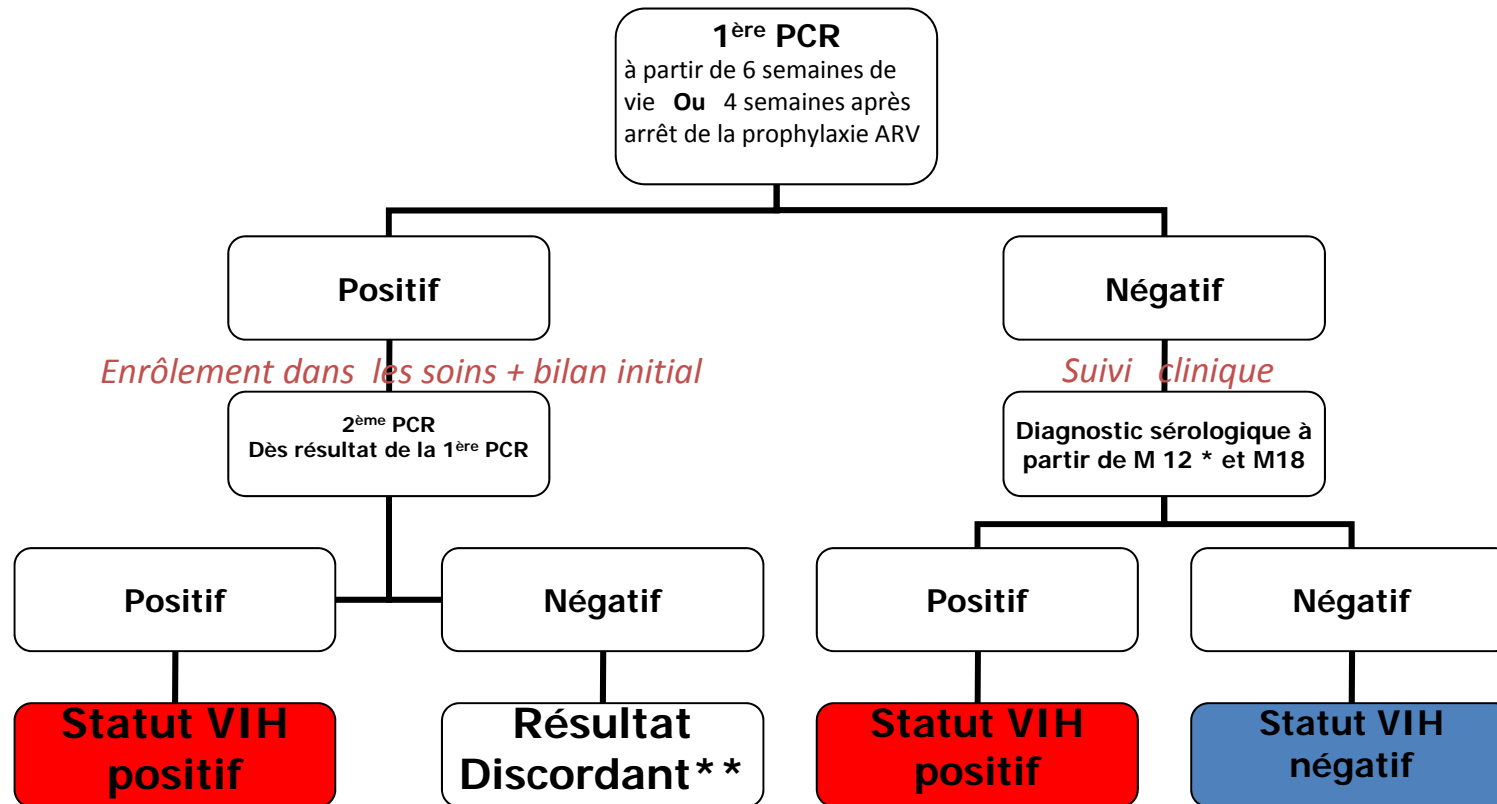 1ère PCR
à partir de 6 semaines de
vie Ou 4 semaines après
arrêt de la prophylaxie ARV
Positif
Négatif
Enrôlement dans les soins + bilan initial
Suivi clinique
2ème PCR
Dès résultat de la 1ère PCR
Diagnostic sérologique à
partir de M 12 * et M18
Positif
Négatif
Positif
Négatif
Statut VIH
positif
Résultat
Discordant**
Statut VIH
positif
Statut VIH
négatif